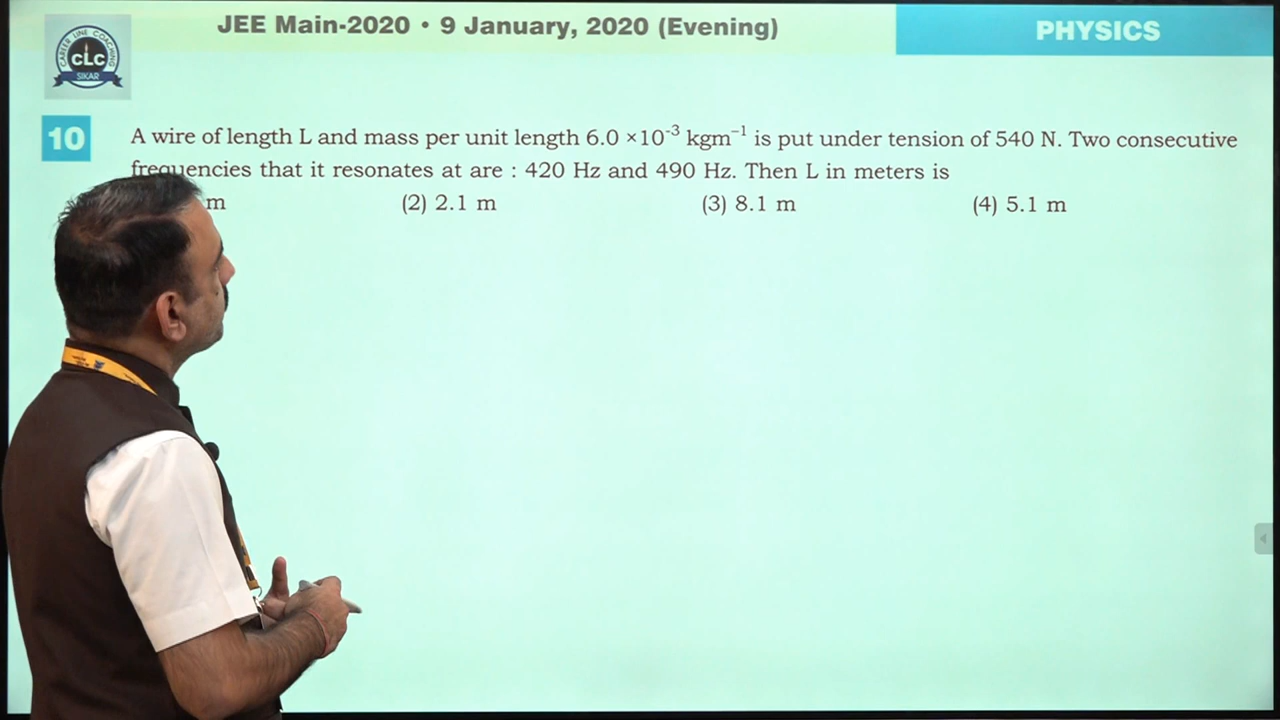 JEE Main-2020 • 9 January, 2020 (Evening)
PHYSICS
CAREER LINE COACHING
CLC
SIKAR
10
A wire of length L and mass per unit length 6.0 ×10⁻³ kgm⁻¹ is put under tension of 540 N. Two consecutive
frequencies that it resonates at are : 420 Hz and 490 Hz. Then L in meters is
m
(2) 2.1 m
(3) 8.1 m
(4) 5.1 m